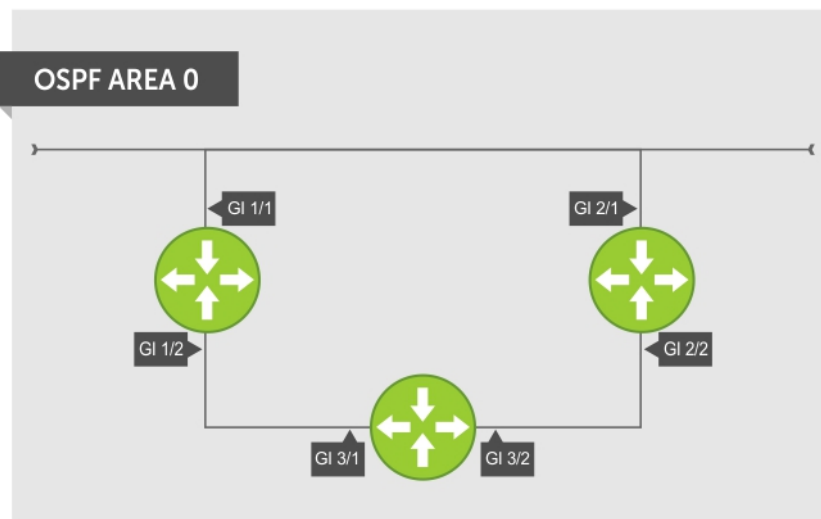 OSPF AREA 0
GI 1/1
GI 2/1
GI 1/2
GI 2/2
GI 3/1
GI 3/2